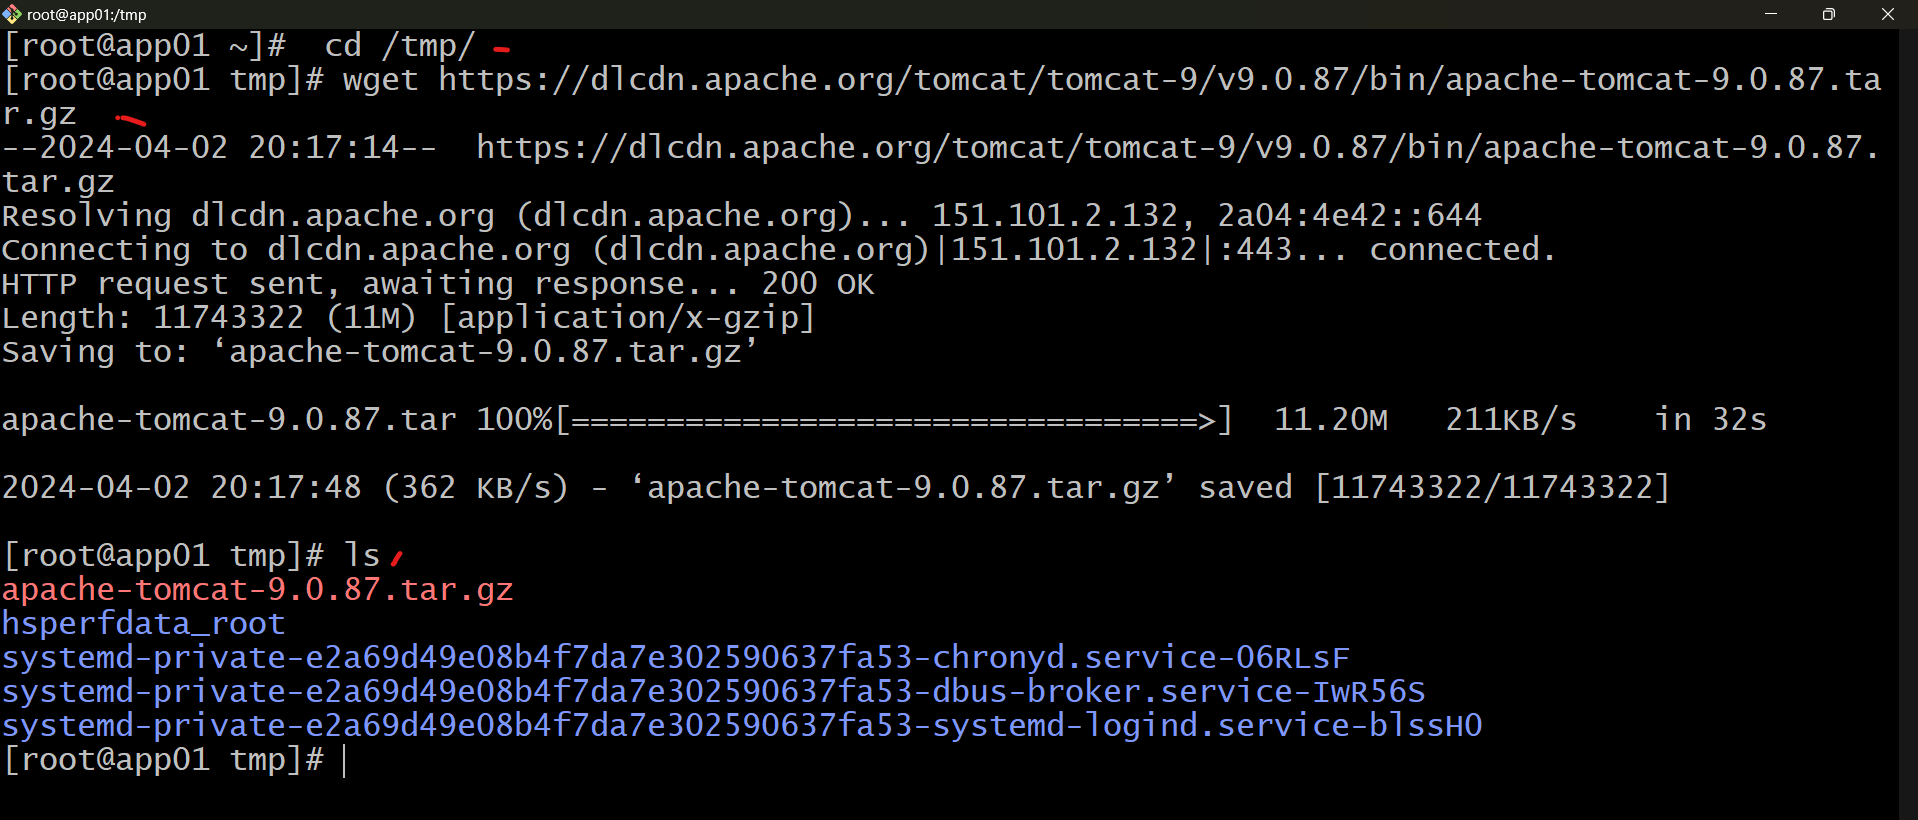 root@app01:/tmp
[root@app01 ~]#  cd /tmp/
[root@app01 tmp]# wget https://dlcdn.apache.org/tomcat/tomcat-9/v9.0.87/bin/apache-tomcat-9.0.87.ta
r.gz
--2024-04-02 20:17:14--  https://dlcdn.apache.org/tomcat/tomcat-9/v9.0.87/bin/apache-tomcat-9.0.87.
tar.gz
Resolving dlcdn.apache.org (dlcdn.apache.org)... 151.101.2.132, 2a04:4e42::644
Connecting to dlcdn.apache.org (dlcdn.apache.org)|151.101.2.132|:443... connected.
HTTP request sent, awaiting response... 200 OK
Length: 11743322 (11M) [application/x-gzip]
Saving to: ‘apache-tomcat-9.0.87.tar.gz’
apache-tomcat-9.0.87.tar 100%[=================================>]  11.20M   211KB/s    in 32s
2024-04-02 20:17:48 (362 KB/s) - ‘apache-tomcat-9.0.87.tar.gz’ saved [11743322/11743322]
[root@app01 tmp]# ls
apache-tomcat-9.0.87.tar.gz
hsperfdata_root
systemd-private-e2a69d49e08b4f7da7e302590637fa53-chronyd.service-O6RLsF
systemd-private-e2a69d49e08b4f7da7e302590637fa53-dbus-broker.service-IwR56S
systemd-private-e2a69d49e08b4f7da7e302590637fa53-systemd-logind.service-blssHO
[root@app01 tmp]#